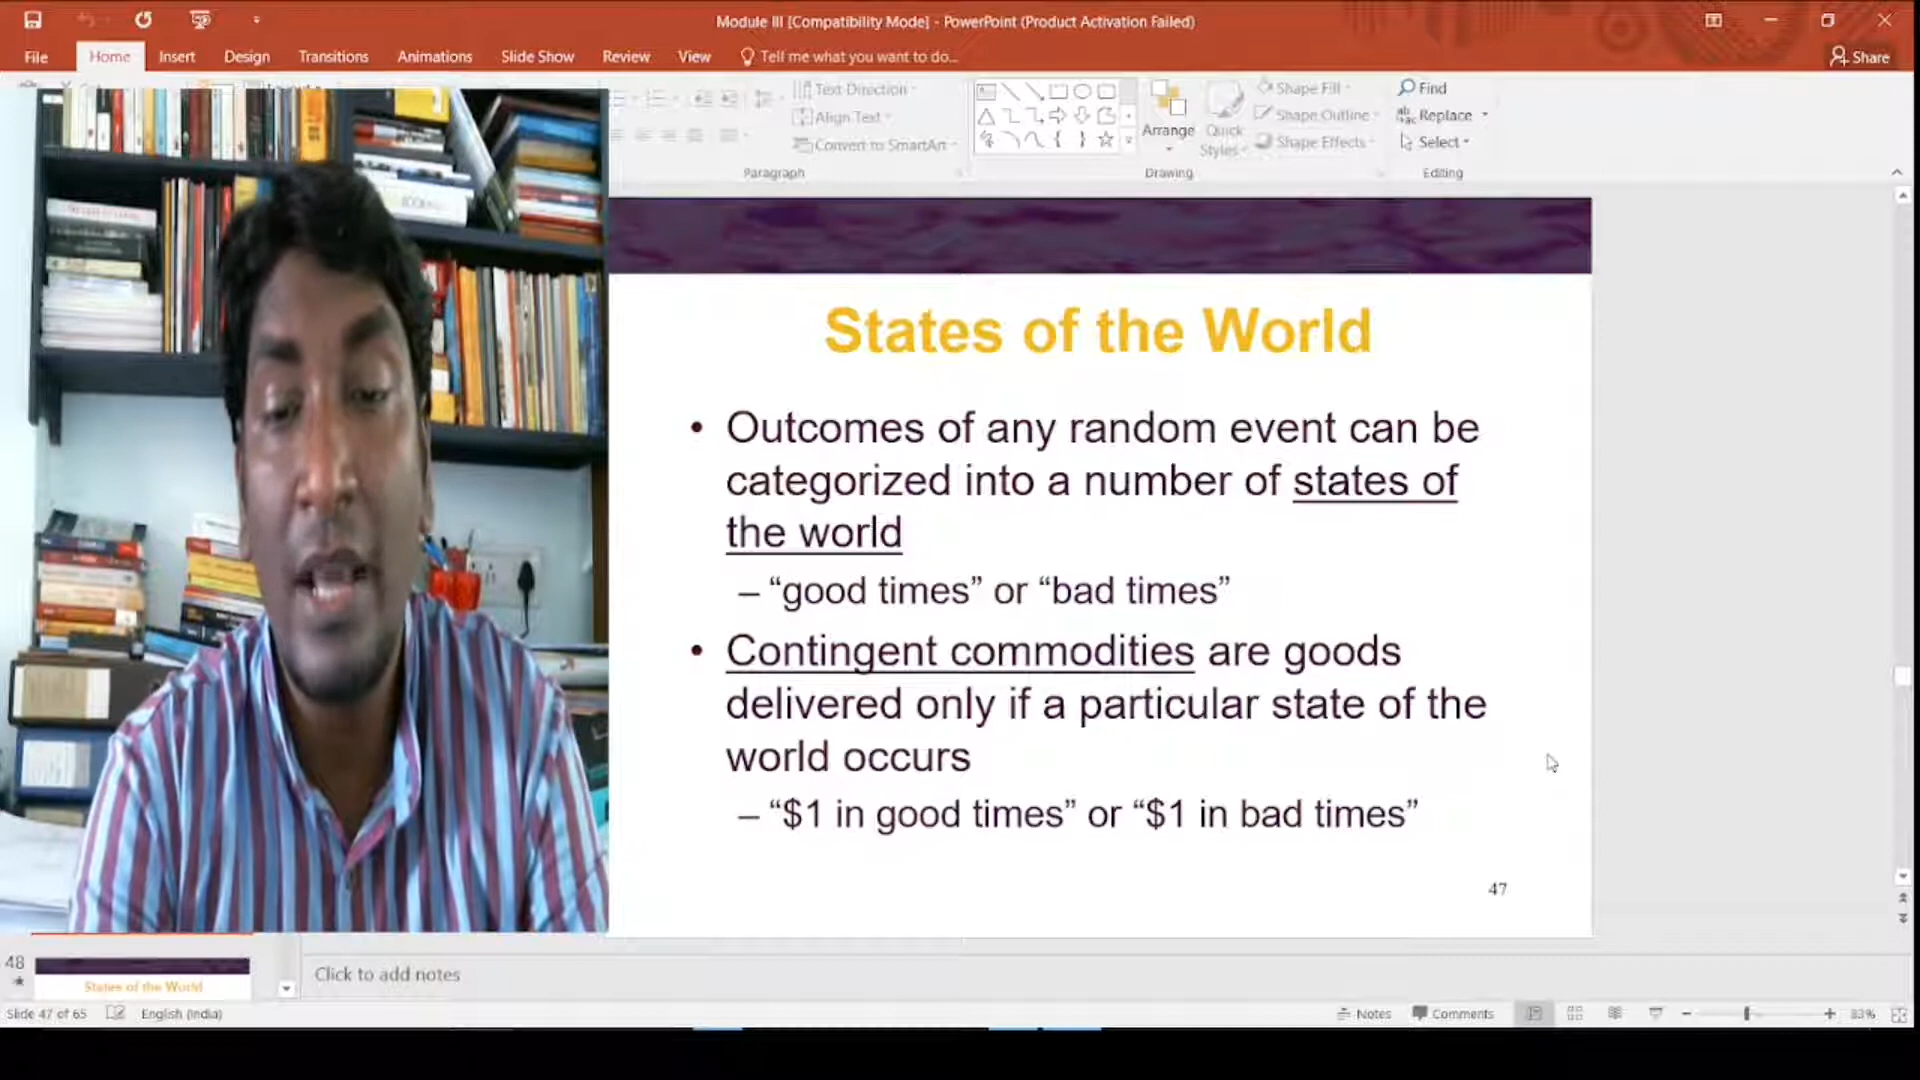 Module III [Compatibility Mode] - PowerPoint (Product Activation Failed)
File Home Insert Design Transitions Animations Slide Show Review View Tell me what you want to do... Share
Text Direction
Align Text
Convert to SmartArt
Paragraph
Arrange
Quick Styles
Shape Fill
Shape Outline
Shape Effects
Drawing
Find
Replace
Select
Editing
States of the World
• Outcomes of any random event can be
categorized into a number of states of
the world
– “good times” or “bad times”
• Contingent commodities are goods
delivered only if a particular state of the
world occurs
– “$1 in good times” or “$1 in bad times”
47
48
States of the World
Click to add notes
Slide 47 of 65 English (India) Notes Comments 83%